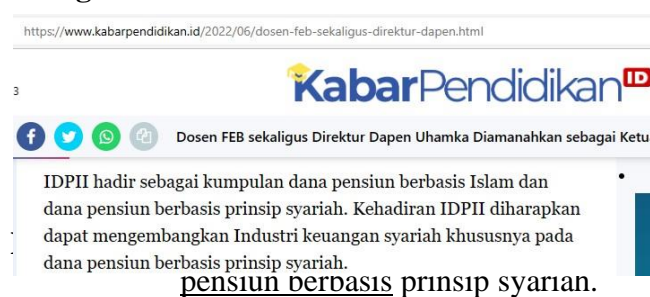 https://www.kabarpendidikan.id/2022/06/dosen-feb-sekaligus-direktur-dapen.html
3
KabarPendidikan ID
Dosen FEB sekaligus Direktur Dapen Uhamka Diamanahkan sebagai Ketu
IDPII hadir sebagai kumpulan dana pensiun berbasis Islam dan
dana pensiun berbasis prinsip syariah. Kehadiran IDPII diharapkan
dapat mengembangkan Industri keuangan syariah khususnya pada
dana pensiun berbasis prinsip syariah.
pensiun berbasis prinsip syariah.